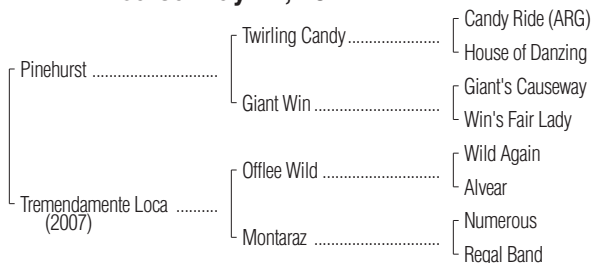 Candy Ride (ARG)
Twirling Candy
House of Danzing
Pinehurst
Giant's Causeway
Giant Win
Win's Fair Lady
Wild Again
Offlee Wild
Alvear
Tremendamente Loca
(2007)
Numerous
Montaraz
Regal Band